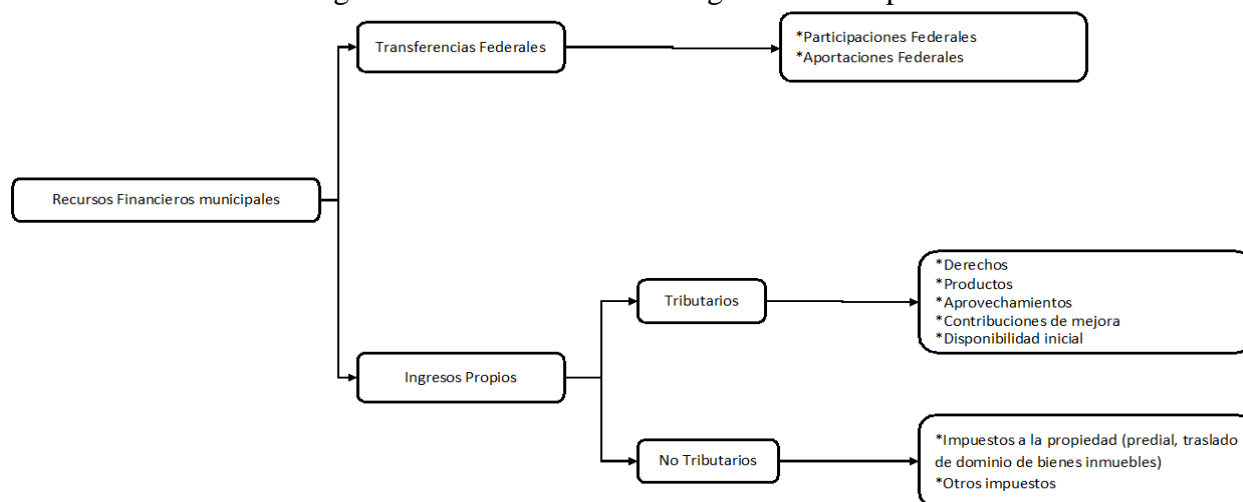 Transferencias Federales
*Participaciones Federales
*Aportaciones Federales
Recursos Financieros municipales
Tributarios
*Derechos
*Productos
*Aprovechamientos
*Contribuciones de mejora
*Disponibilidad inicial
Ingresos Propios
No Tributarios
*Impuestos a la propiedad (predial, traslado
de dominio de bienes inmuebles)
*Otros impuestos